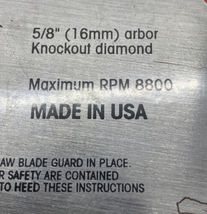 5/8" (16mm) arbor
Knockout diamond
Maximum RPM 8800
MADE IN USA
AW BLADE GUARD IN PLACE.
R SAFETY ARE CONTAINED
TO HEED THESE INSTRUCTIONS